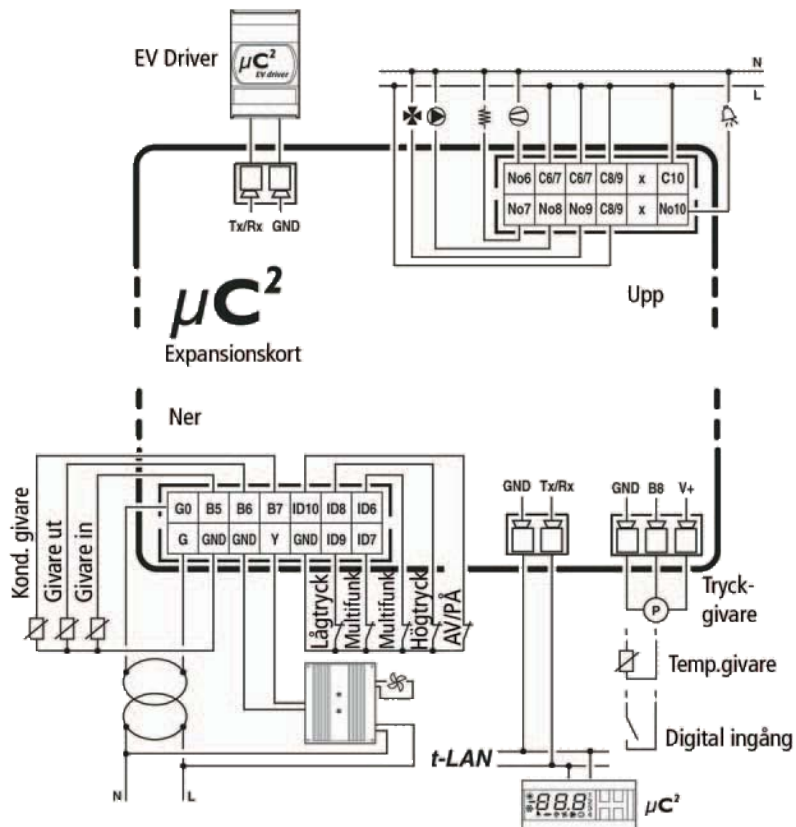 EV Driver
µC²
EV driver
N
L
No6 C6/7 C6/7 C8/9 x C10
No7 No8 No9 C8/9 x No10
Tx/Rx GND
µC²
Expansionskort
Upp
Ner
Kond. givare
Givare ut
Givare in
G0 B5 B6 B7 ID10 ID8 ID6
G GND GND Y GND ID9 ID7
Lågtryck
Multifunk
Multifunk
Högtryck
AV/PÅ
GND Tx/Rx
GND B8 V+
P
Tryck-
givare
Temp.givare
Digital ingång
t-LAN
N L
88.8
µC²